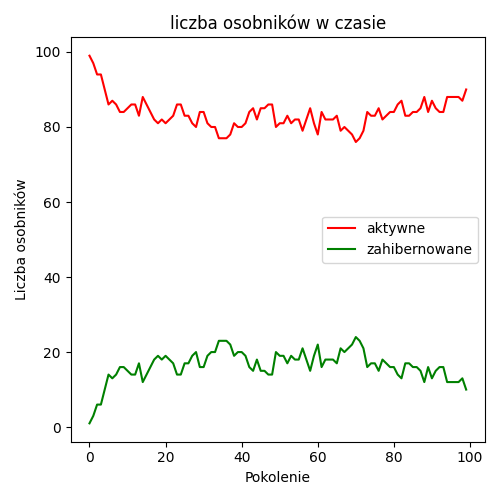 liczba osobników w czasie
Liczba osobników
100
80
60
40
20
0
aktywne
zahibernowane
0 20 40 60 80 100
Pokolenie